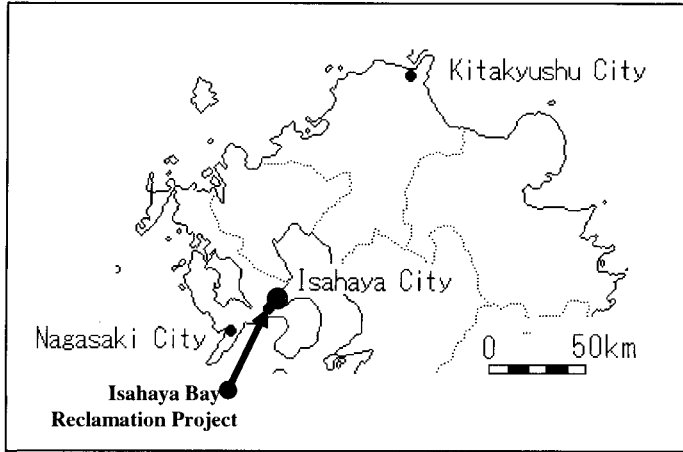 Kitakyushu City
Isahaya City
Nagasaki City
0 50km
Isahaya Bay
Reclamation Project